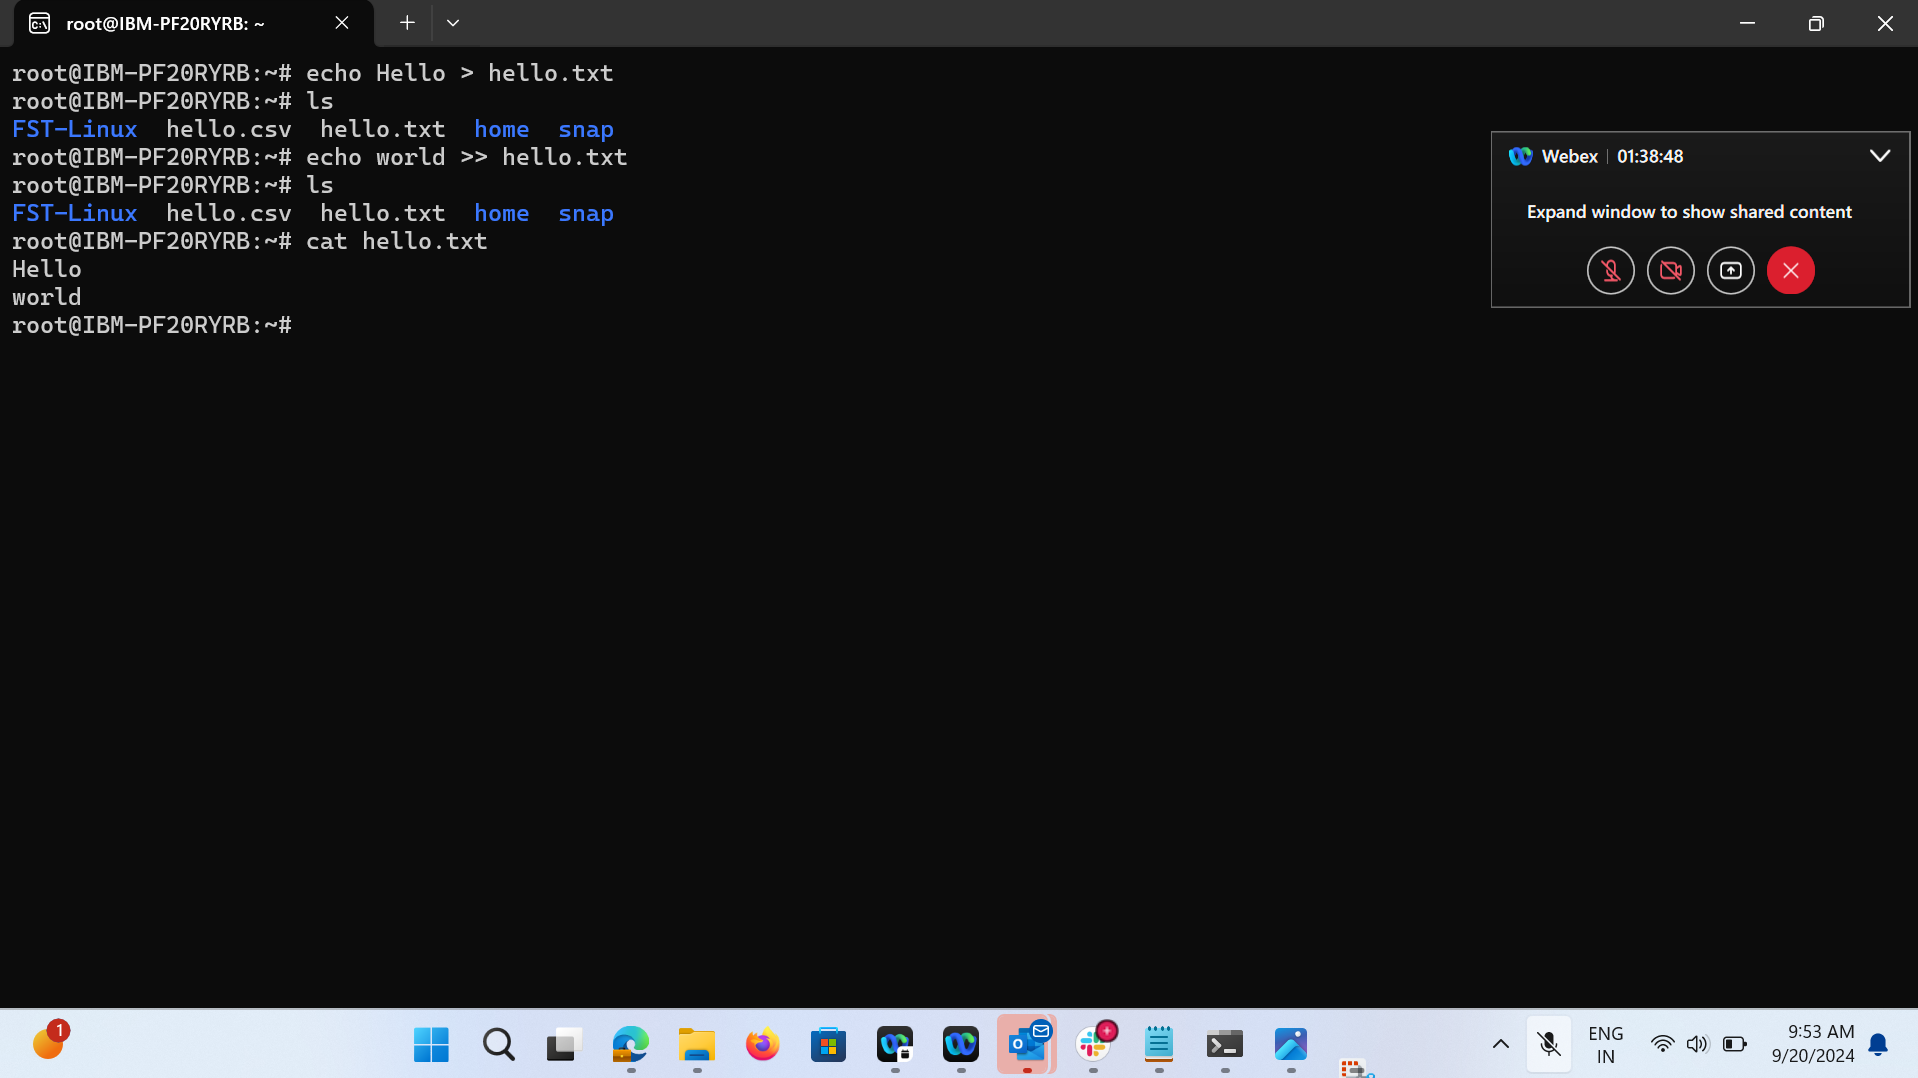 root@IBM-PF20RYRB: ~
root@IBM-PF20RYRB:~# echo Hello > hello.txt
root@IBM-PF20RYRB:~# ls
FST-Linux  hello.csv  hello.txt  home  snap
root@IBM-PF20RYRB:~# echo world >> hello.txt
root@IBM-PF20RYRB:~# ls
FST-Linux  hello.csv  hello.txt  home  snap
root@IBM-PF20RYRB:~# cat hello.txt
Hello
world
root@IBM-PF20RYRB:~#
Webex | 01:38:48
Expand window to show shared content
1
ENG
IN
9:53 AM
9/20/2024